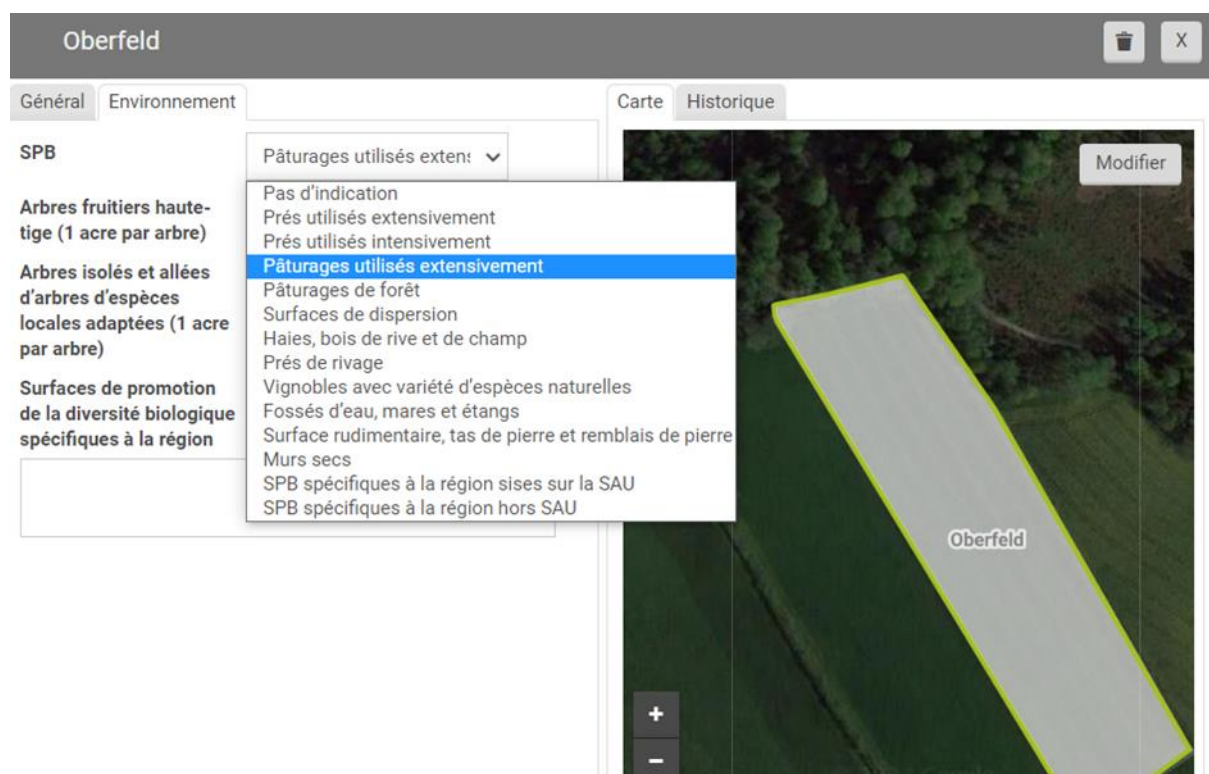 Oberfeld
X
Général
Environnement
Carte
Historique
SPB
Pâturages utilisés extens
Modifier
Arbres fruitiers haute-
tige (1 acre par arbre)
Arbres isolés et allées
d'arbres d'espèces
locales adaptées (1 acre
par arbre)
Surfaces de promotion
de la diversité biologique
spécifiques à la région
Pas d'indication
Prés utilisés extensivement
Prés utilisés intensivement
Pâturages utilisés extensivement
Pâturages de forêt
Surfaces de dispersion
Haies, bois de rive et de champ
Prés de rivage
Vignobles avec variété d'espèces naturelles
Fossés d'eau, mares et étangs
Surface rudimentaire, tas de pierre et remblais de pierre
Murs secs
SPB spécifiques à la région sises sur la SAU
SPB spécifiques à la région hors SAU
Oberfeld
+
−